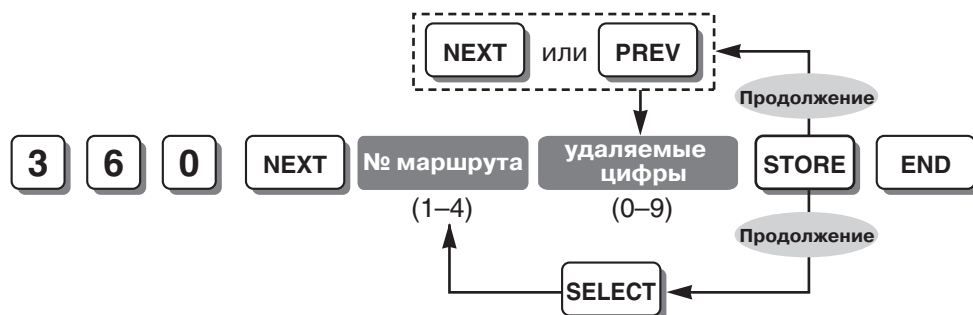 NEXT или PREV
Продолжение
3 6 0 NEXT № маршрута удаляемые цифры STORE END
(1–4) (0–9)
Продолжение
SELECT